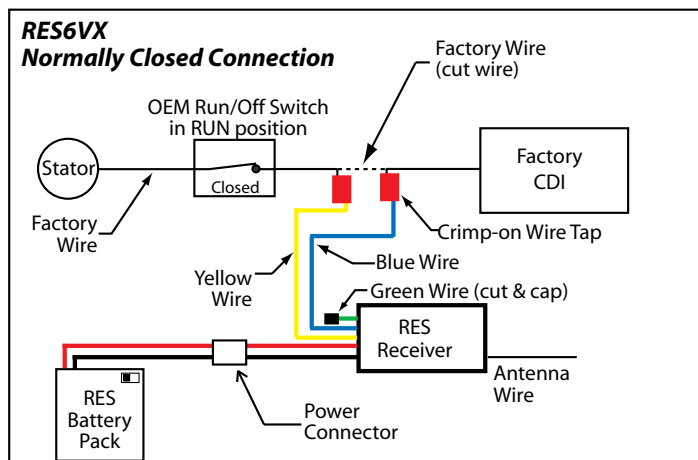 RES6VX
Normally Closed Connection
Factory Wire
(cut wire)
OEM Run/Off Switch
in RUN position
Stator
Closed
Factory
CDI
Factory
Wire
Crimp-on Wire Tap
Yellow
Wire
Blue Wire
Green Wire (cut & cap)
RES
Receiver
Antenna
Wire
RES
Battery
Pack
Power
Connector